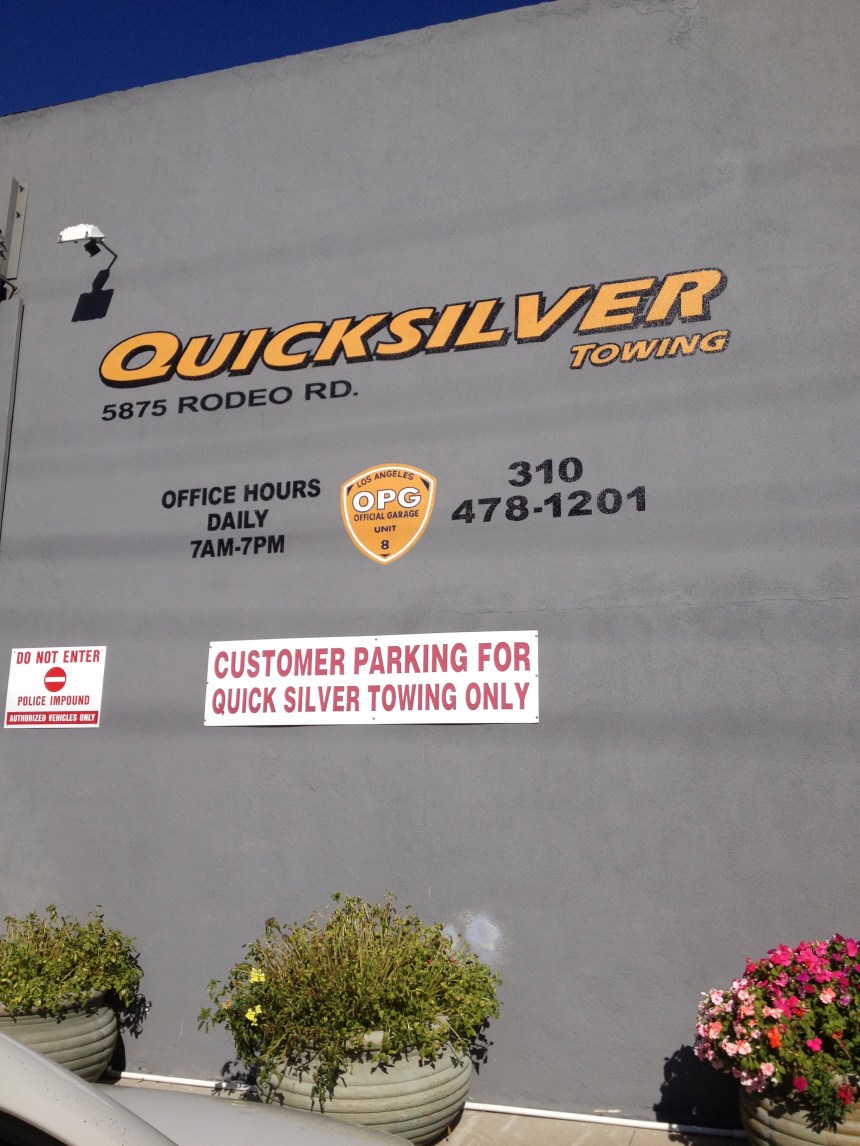 QUICKSILVER
TOWING
5875 RODEO RD.
OFFICE HOURS
DAILY
7AM-7PM
LOS ANGELES
OPG
OFFICIAL GARAGE
UNIT
8
310
478-1201
DO NOT ENTER
POLICE IMPOUND
AUTHORIZED VEHICLES ONLY
CUSTOMER PARKING FOR
QUICK SILVER TOWING ONLY